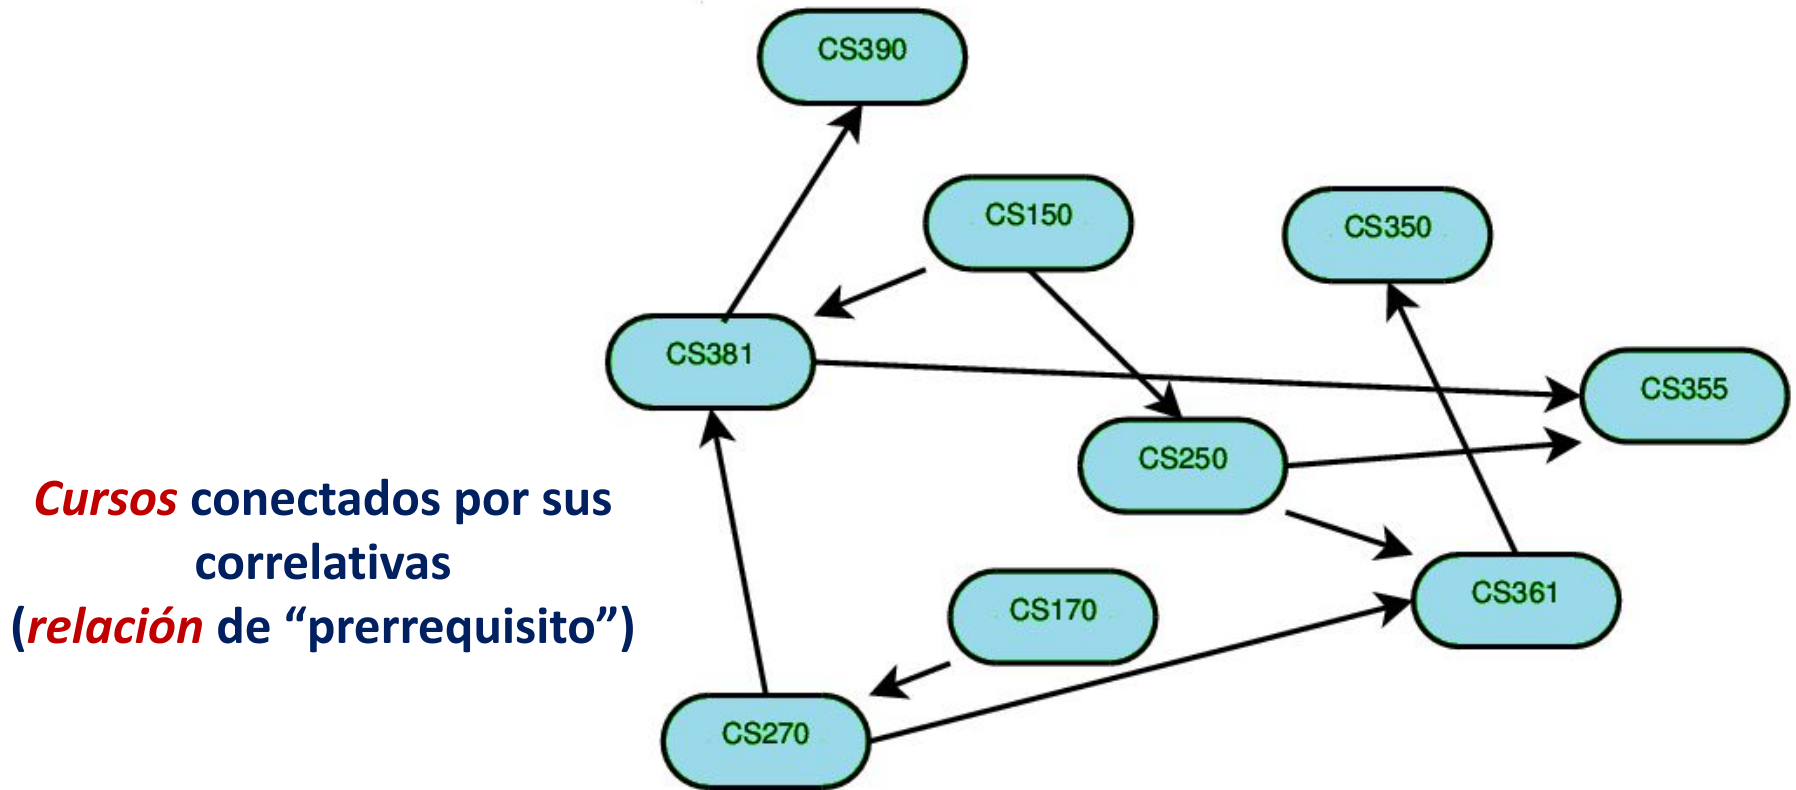 CS390
CS150
CS350
CS381
CS355
CS250
Cursos conectados por sus
correlativas
(relación de “prerrequisito”)
CS170
CS361
CS270